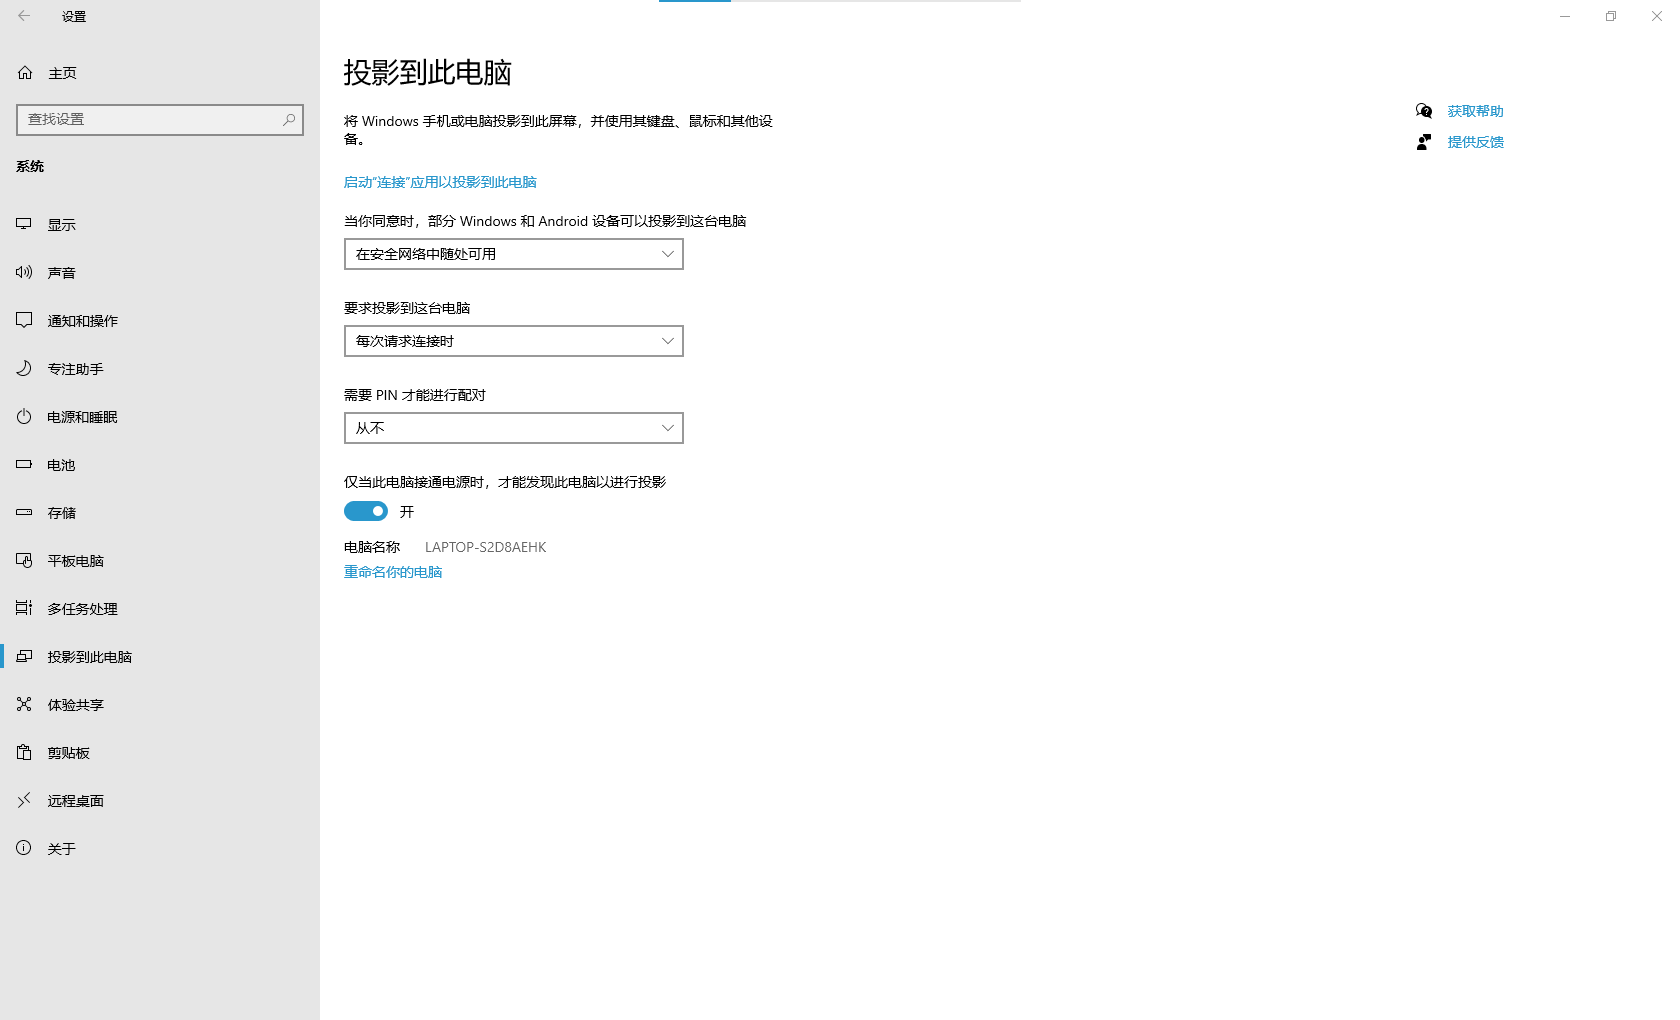 设置
主页
查找设置
系统
显示
声音
通知和操作
专注助手
电源和睡眠
电池
存储
平板电脑
多任务处理
投影到此电脑
体验共享
剪贴板
远程桌面
关于
投影到此电脑
将 Windows 手机或电脑投影到此屏幕，并使用其键盘、鼠标和其他设
备。
启动"连接"应用以投影到此电脑
当你同意时，部分 Windows 和 Android 设备可以投影到这台电脑
在安全网络中随处可用
要求投影到这台电脑
每次请求连接时
需要 PIN 才能进行配对
从不
仅当此电脑接通电源时，才能发现此电脑以进行投影
开
电脑名称 LAPTOP-S2D8AEHK
重命名你的电脑
获取帮助
提供反馈